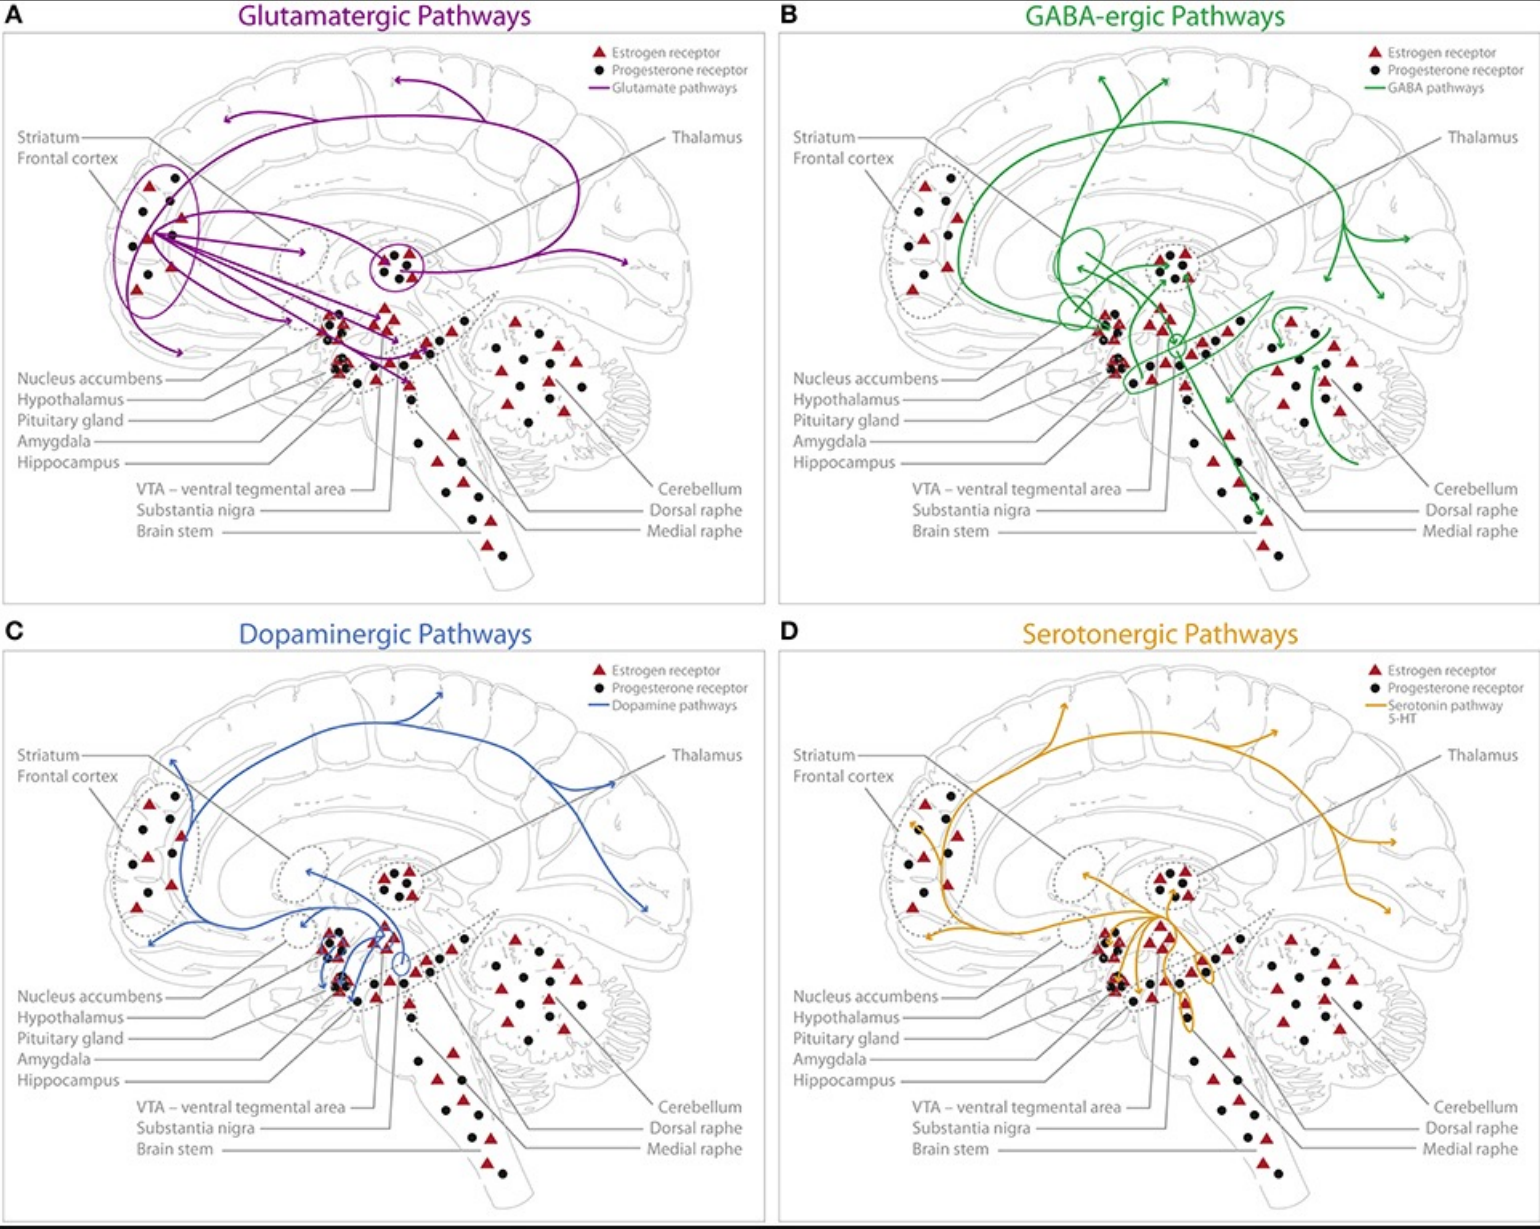 A
Glutamatergic Pathways
Estrogen receptor
Progesterone receptor
Glutamate pathways
Striatum
Frontal cortex
Thalamus
Nucleus accumbens
Hypothalamus
Pituitary gland
Amygdala
Hippocampus
VTA – ventral tegmental area
Substantia nigra
Brain stem
Cerebellum
Dorsal raphe
Medial raphe
B
GABA-ergic Pathways
Estrogen receptor
Progesterone receptor
GABA pathways
Striatum
Frontal cortex
Thalamus
Nucleus accumbens
Hypothalamus
Pituitary gland
Amygdala
Hippocampus
VTA – ventral tegmental area
Substantia nigra
Brain stem
Cerebellum
Dorsal raphe
Medial raphe
C
Dopaminergic Pathways
Estrogen receptor
Progesterone receptor
Dopamine pathways
Striatum
Frontal cortex
Thalamus
Nucleus accumbens
Hypothalamus
Pituitary gland
Amygdala
Hippocampus
VTA – ventral tegmental area
Substantia nigra
Brain stem
Cerebellum
Dorsal raphe
Medial raphe
D
Serotonergic Pathways
Estrogen receptor
Progesterone receptor
Serotonin pathway
5-HT
Striatum
Frontal cortex
Thalamus
Nucleus accumbens
Hypothalamus
Pituitary gland
Amygdala
Hippocampus
VTA – ventral tegmental area
Substantia nigra
Brain stem
Cerebellum
Dorsal raphe
Medial raphe